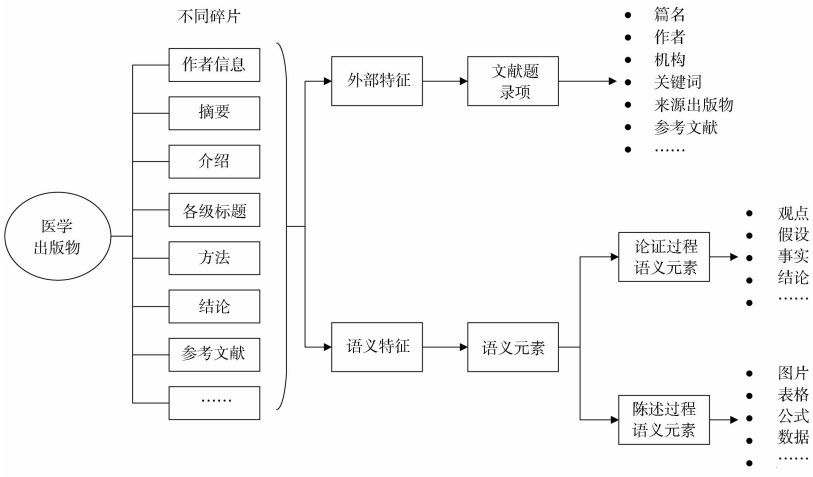 不同碎片
医学
出版物
作者信息
摘要
介绍
各级标题
方法
结论
参考文献
……
外部特征
文献题
录项
● 篇名
● 作者
● 机构
● 关键词
● 来源出版物
● 参考文献
● ……
语义特征
语义元素
论证过程
语义元素
● 观点
● 假设
● 事实
● 结论
● ……
陈述过程
语义元素
● 图片
● 表格
● 公式
● 数据
● ……